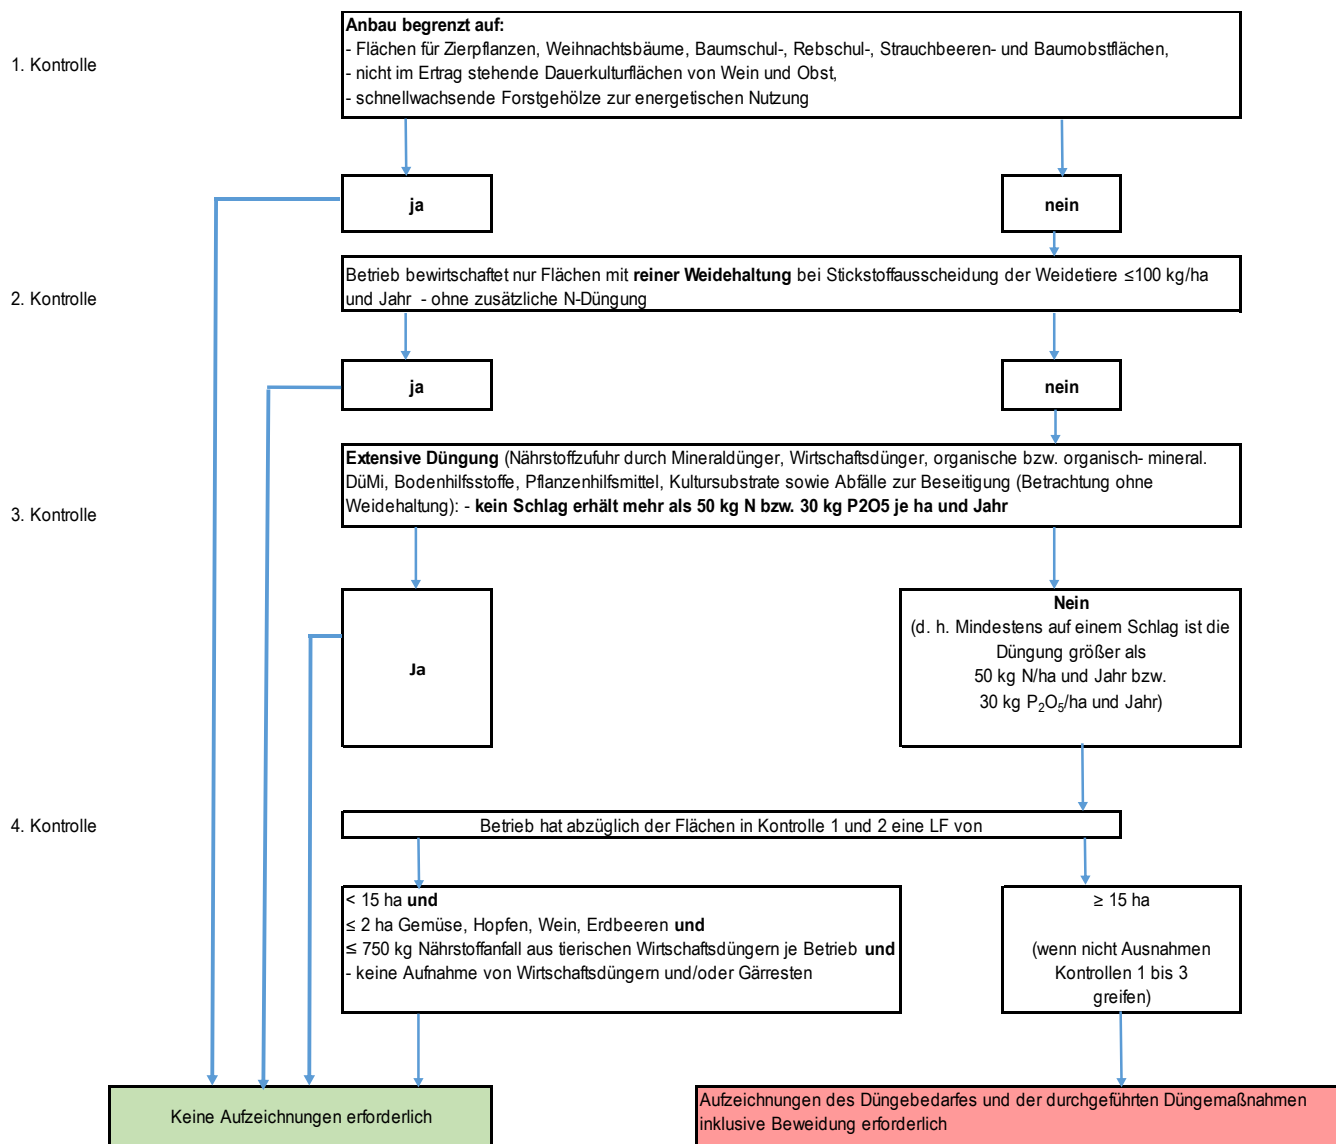 Anbau begrenzt auf:
1. Kontrolle
- Flächen für Zierpflanzen, Weihnachtsbäume, Baumschul-, Rebschul-, Strauchbeeren- und Baumobstflächen,
- nicht im Ertrag stehende Dauerkulturflächen von Wein und Obst,
- schnellwachsende Forstgehölze zur energetischen Nutzung
ja
nein
2. Kontrolle
Betrieb bewirtschaftet nur Flächen mit reiner Weidehaltung bei Stickstoffausscheidung der Weidetiere ≤100 kg/ha
und Jahr - ohne zusätzliche N-Düngung
ja
nein
3. Kontrolle
Extensive Düngung (Nährstoffzufuhr durch Mineraldünger, Wirtschaftsdünger, organische bzw. organisch- mineral.
DüMi, Bodenhilfsstoffe, Pflanzenhilfsmittel, Kultursubstrate sowie Abfälle zur Beseitigung (Betrachtung ohne
Weidehaltung): - kein Schlag erhält mehr als 50 kg N bzw. 30 kg P2O5 je ha und Jahr
Ja
Nein
(d. h. Mindestens auf einem Schlag ist die
Düngung größer als
50 kg N/ha und Jahr bzw.
30 kg P₂O₅/ha und Jahr)
4. Kontrolle
Betrieb hat abzüglich der Flächen in Kontrolle 1 und 2 eine LF von
< 15 ha und
≤ 2 ha Gemüse, Hopfen, Wein, Erdbeeren und
≤ 750 kg Nährstoffanfall aus tierischen Wirtschaftsdüngern je Betrieb und
- keine Aufnahme von Wirtschaftsdüngern und/oder Gärresten
≥ 15 ha
(wenn nicht Ausnahmen
Kontrollen 1 bis 3
greifen)
Keine Aufzeichnungen erforderlich
Aufzeichnungen des Düngebedarfes und der durchgeführten Düngemaßnahmen
inklusive Beweidung erforderlich